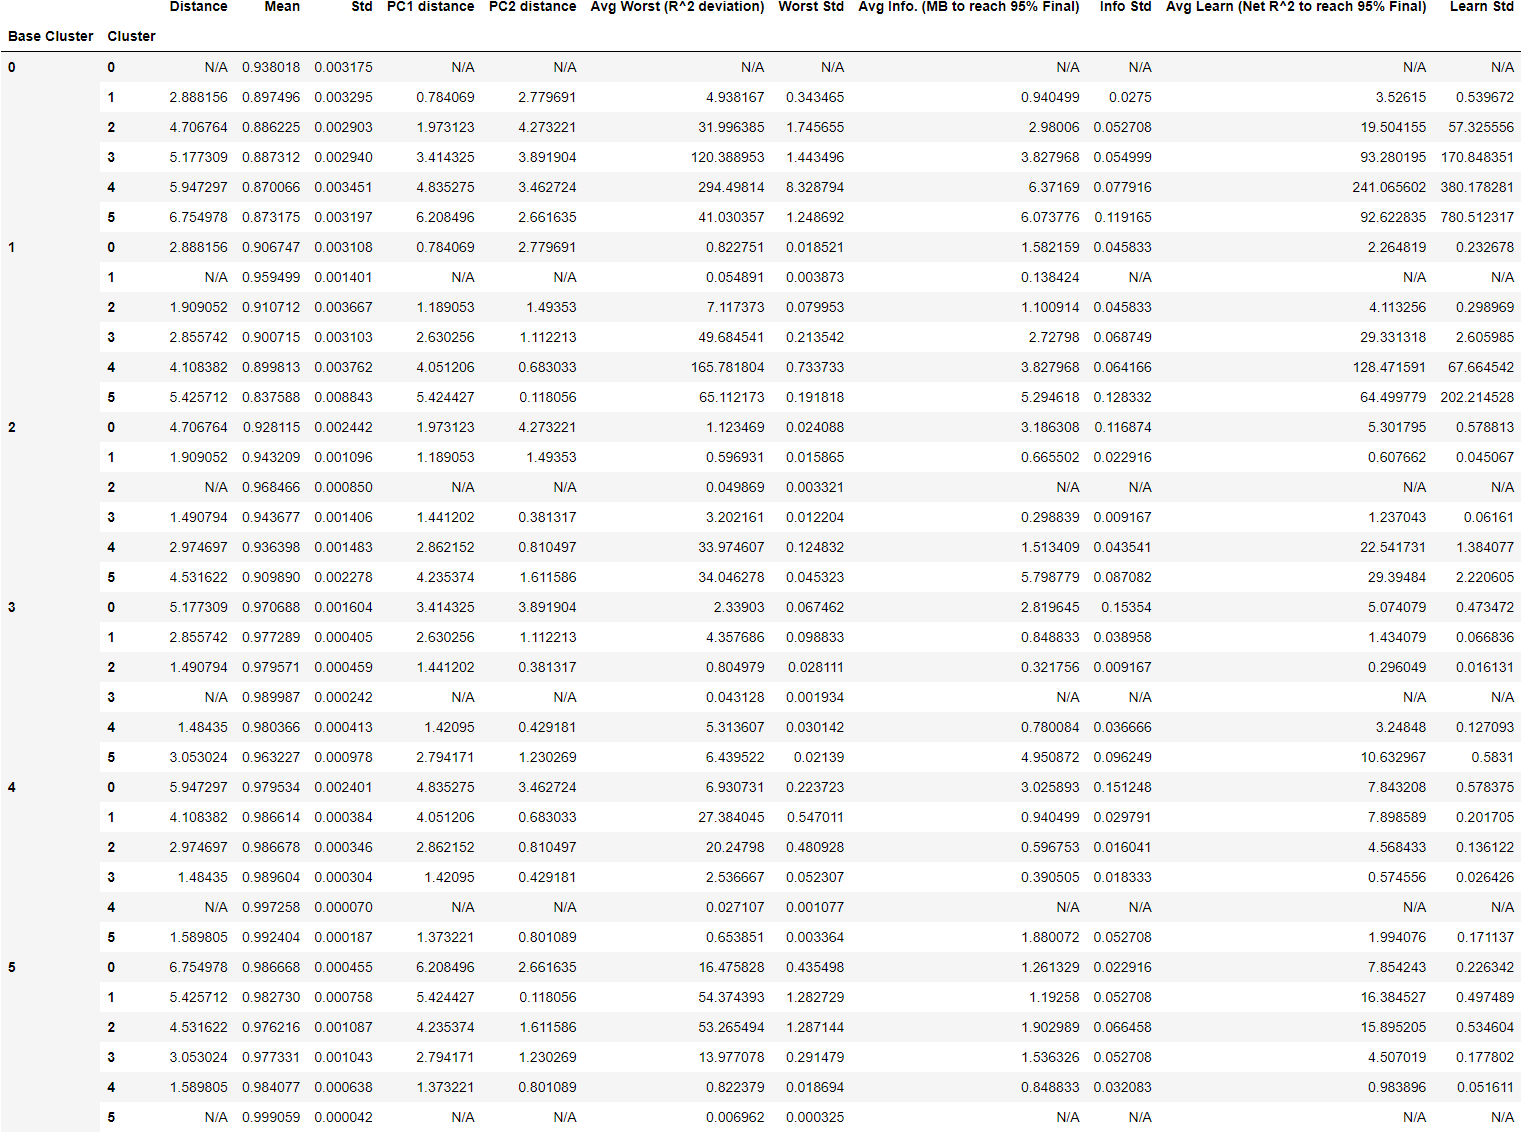 Distance Mean Std PC1 distance PC2 distance Avg Worst (R^2 deviation) Worst Std Avg Info. (MB to reach 95% Final) Info Std Avg Learn (Net R^2 to reach 95% Final) Learn Std
Base Cluster Cluster
0 0 N/A 0.938018 0.003175 N/A N/A N/A N/A N/A N/A N/A N/A
1 2.888156 0.897496 0.003295 0.784069 2.779691 4.938167 0.343465 0.940499 0.0275 3.52615 0.539672
2 4.706764 0.886225 0.002903 1.973123 4.273221 31.996385 1.745655 2.98006 0.052708 19.504155 57.325556
3 5.177309 0.887312 0.002940 3.414325 3.891904 120.388953 1.443496 3.827968 0.054999 93.280195 170.848351
4 5.947297 0.870066 0.003451 4.835275 3.462724 294.49814 8.328794 6.37169 0.077916 241.065602 380.178281
5 6.754978 0.873175 0.003197 6.208496 2.661635 41.030357 1.248692 6.073776 0.119165 92.622835 780.512317
1 0 2.888156 0.906747 0.003108 0.784069 2.779691 0.822751 0.018521 1.582159 0.045833 2.264819 0.232678
1 N/A 0.959499 0.001401 N/A N/A 0.054891 0.003873 0.138424 N/A N/A N/A
2 1.909052 0.910712 0.003667 1.189053 1.49353 7.117373 0.079953 1.100914 0.045833 4.113256 0.298969
3 2.855742 0.900715 0.003103 2.630256 1.112213 49.684541 0.213542 2.72798 0.068749 29.331318 2.605985
4 4.108382 0.899813 0.003762 4.051206 0.683033 165.781804 0.733733 3.827968 0.064166 128.471591 67.664542
5 5.425712 0.837588 0.008843 5.424427 0.118056 65.112173 0.191818 5.294618 0.128332 64.499779 202.214528
2 0 4.706764 0.928115 0.002442 1.973123 4.273221 1.123469 0.024088 3.186308 0.116874 5.301795 0.578813
1 1.909052 0.943209 0.001096 1.189053 1.49353 0.596931 0.015865 0.665502 0.022916 0.607662 0.045067
2 N/A 0.968466 0.000850 N/A N/A 0.049869 0.003321 N/A N/A N/A N/A
3 1.490794 0.943677 0.001406 1.441202 0.381317 3.202161 0.012204 0.298839 0.009167 1.237043 0.06161
4 2.974697 0.936398 0.001483 2.862152 0.810497 33.974607 0.124832 1.513409 0.043541 22.541731 1.384077
5 4.531622 0.909890 0.002278 4.235374 1.611586 34.046278 0.045323 5.798779 0.087082 29.39484 2.220605
3 0 5.177309 0.970688 0.001604 3.414325 3.891904 2.33903 0.067462 2.819645 0.15354 5.074079 0.473472
1 2.855742 0.977289 0.000405 2.630256 1.112213 4.357686 0.098833 0.848833 0.038958 1.434079 0.066836
2 1.490794 0.979571 0.000459 1.441202 0.381317 0.804979 0.028111 0.321756 0.009167 0.296049 0.016131
3 N/A 0.989987 0.000242 N/A N/A 0.043128 0.001934 N/A N/A N/A N/A
4 1.48435 0.980366 0.000413 1.42095 0.429181 5.313607 0.030142 0.780084 0.036666 3.24848 0.127093
5 3.053024 0.963227 0.000978 2.794171 1.230269 6.439522 0.02139 4.950872 0.096249 10.632967 0.5831
4 0 5.947297 0.979534 0.002401 4.835275 3.462724 6.930731 0.223723 3.025893 0.151248 7.843208 0.578375
1 4.108382 0.986614 0.000384 4.051206 0.683033 27.384045 0.547011 0.940499 0.029791 7.898589 0.201705
2 2.974697 0.986678 0.000346 2.862152 0.810497 20.24798 0.480928 0.596753 0.016041 4.568433 0.136122
3 1.48435 0.989604 0.000304 1.42095 0.429181 2.536667 0.052307 0.390505 0.018333 0.574556 0.026426
4 N/A 0.997258 0.000070 N/A N/A 0.027107 0.001077 N/A N/A N/A N/A
5 1.589805 0.992404 0.000187 1.373221 0.801089 0.653851 0.003364 1.880072 0.052708 1.994076 0.171137
5 0 6.754978 0.986668 0.000455 6.208496 2.661635 16.475828 0.435498 1.261329 0.022916 7.854243 0.226342
1 5.425712 0.982730 0.000758 5.424427 0.118056 54.374393 1.282729 1.19258 0.052708 16.384527 0.497489
2 4.531622 0.976216 0.001087 4.235374 1.611586 53.265494 1.287144 1.902989 0.066458 15.895205 0.534604
3 3.053024 0.977331 0.001043 2.794171 1.230269 13.977078 0.291479 1.536326 0.052708 4.507019 0.177802
4 1.589805 0.984077 0.000638 1.373221 0.801089 0.822379 0.018694 0.848833 0.032083 0.983896 0.051611
5 N/A 0.999059 0.000042 N/A N/A 0.006962 0.000325 N/A N/A N/A N/A